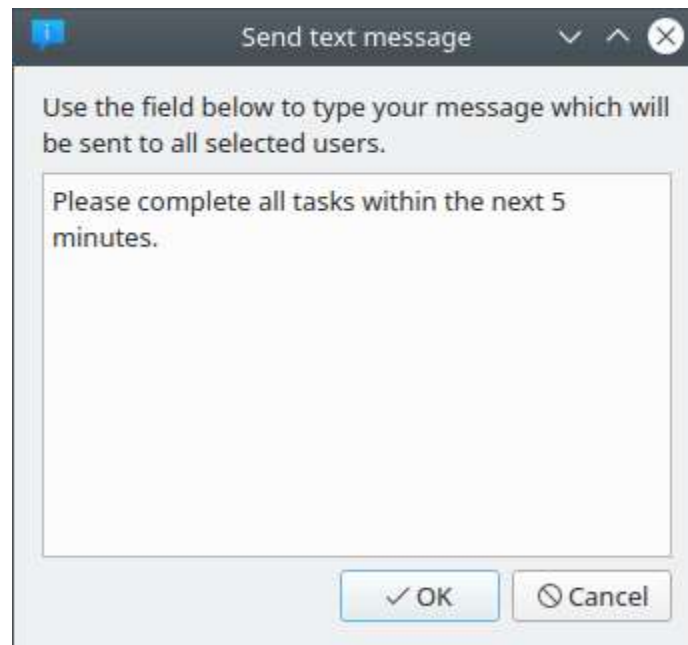 Send text message
Use the field below to type your message which will
be sent to all selected users.
Please complete all tasks within the next 5
minutes.
OK
Cancel